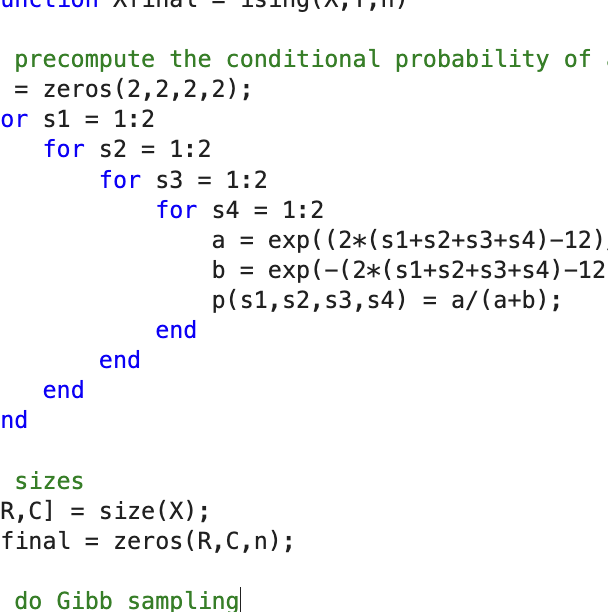 unction Xfinal = ising(X,T,n)
precompute the conditional probability of
= zeros(2,2,2,2);
or s1 = 1:2
for s2 = 1:2
for s3 = 1:2
for s4 = 1:2
a = exp((2*(s1+s2+s3+s4)-12)
b = exp(-(2*(s1+s2+s3+s4)-12
p(s1,s2,s3,s4) = a/(a+b);
end
end
end
nd
sizes
R,C] = size(X);
final = zeros(R,C,n);
do Gibb sampling